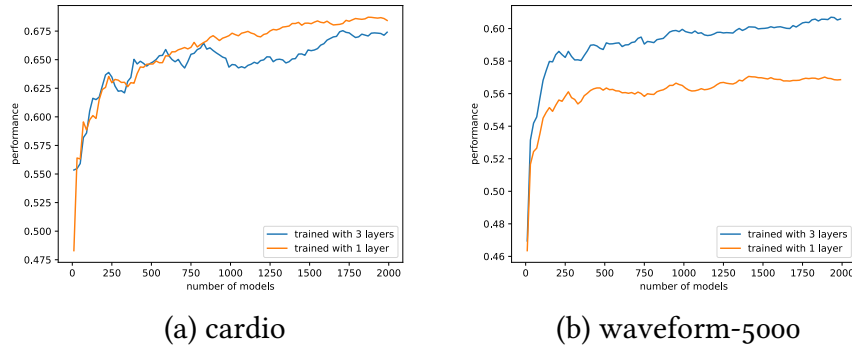 0.675
0.650
0.625
0.600
0.575
0.550
0.525
0.500
0.475
performance
0 250 500 750 1000 1250 1500 1750 2000
number of models
trained with 3 layers
trained with 1 layer
(a) cardio
0.60
0.58
0.56
0.54
0.52
0.50
0.48
0.46
performance
0 250 500 750 1000 1250 1500 1750 2000
number of models
trained with 3 layers
trained with 1 layer
(b) waveform-5000